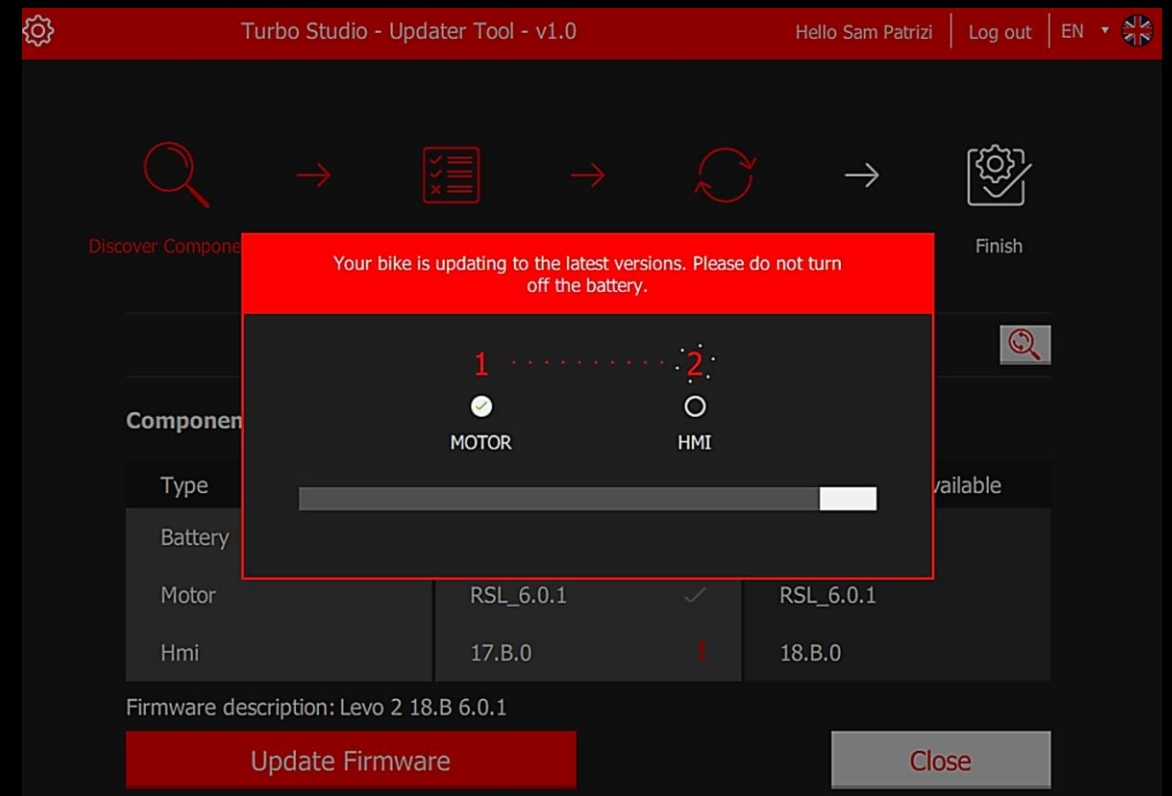 Turbo Studio - Updater Tool - v1.0 Hello Sam Patrizi Log out EN
Discover Compone Finish
Your bike is updating to the latest versions. Please do not turn
off the battery.
1 2
MOTOR HMI
Componen
Type vailable
Battery
Motor RSL_6.0.1 RSL_6.0.1
Hmi 17.B.0 ! 18.B.0
Firmware description: Levo 2 18.B 6.0.1
Update Firmware Close